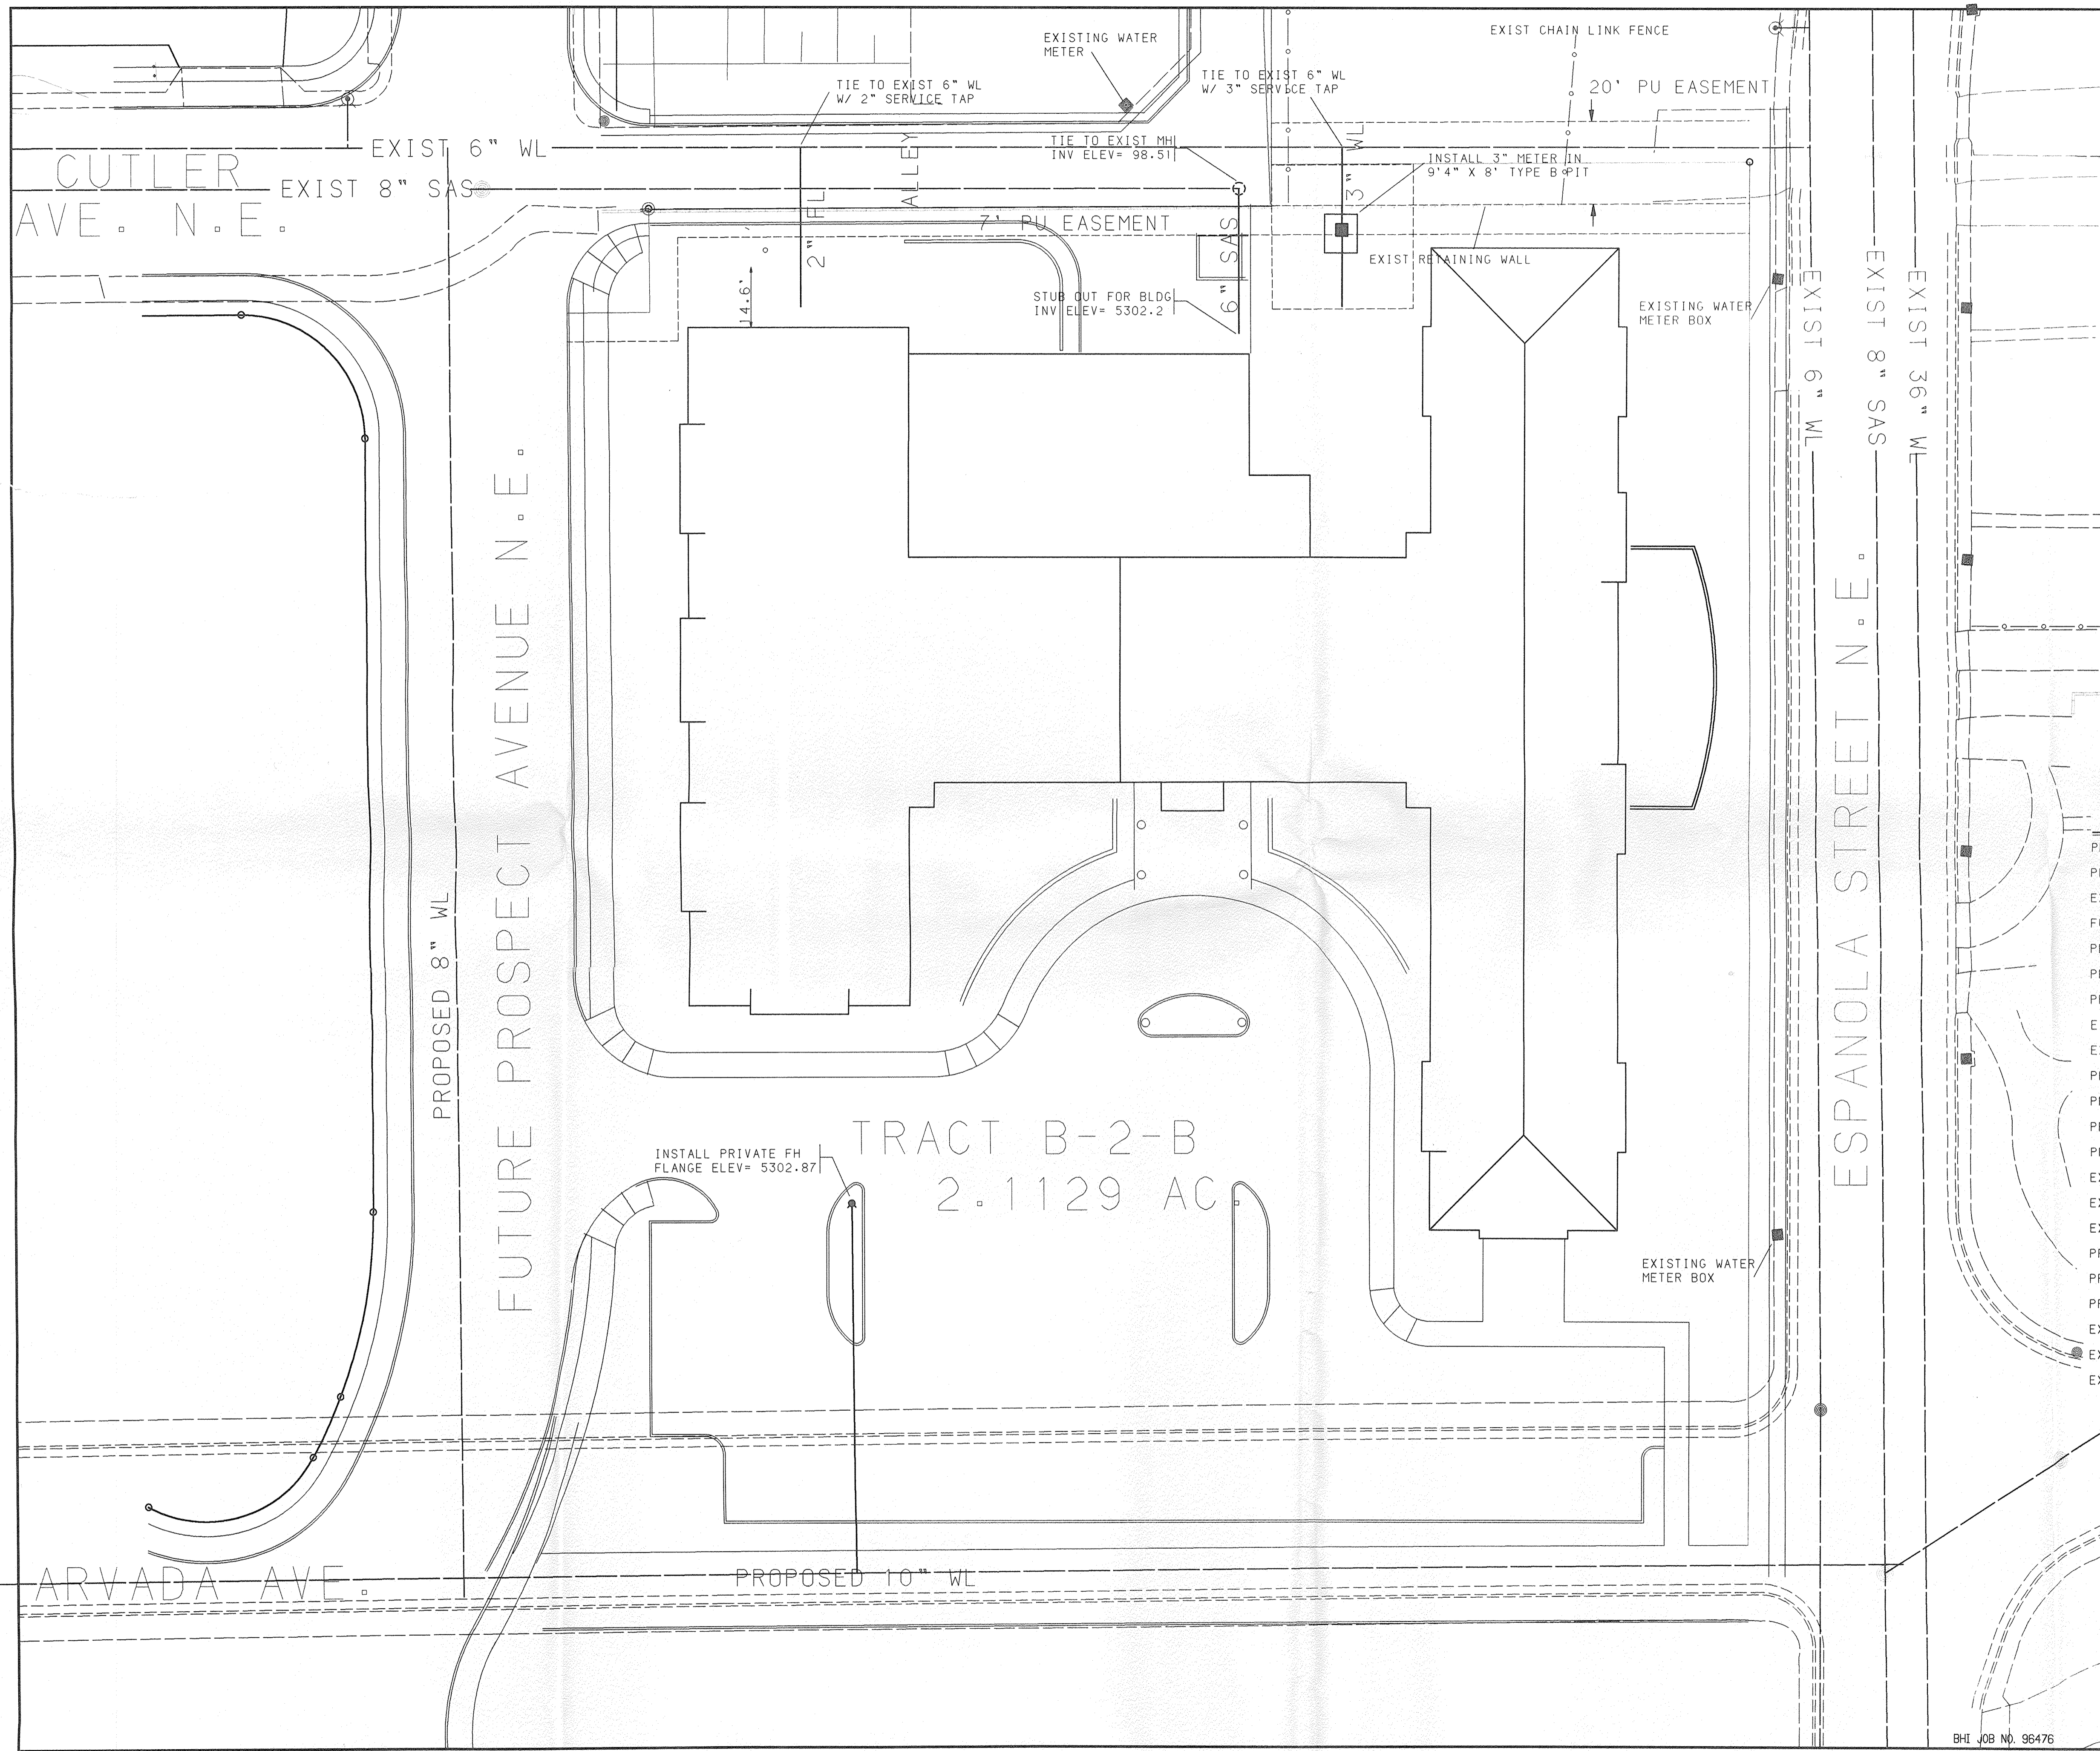 EXISTING WATER
METER
EXIST CHAIN LINK FENCE
TIE TO EXIST 6" WL
W/ 2" SERVICE TAP
TIE TO EXIST 6" WL
W/ 3" SERVICE TAP
20' PU EASEMENT
EXIST 6" WL
TIE TO EXIST MH
INV ELEV= 98.51
WL
3"
INSTALL 3" METER IN
9'4" X 8' TYPE B PIT
CUTLER
AVE. N.E.
EXIST 8" SAS
ALLEY
2" FL
7' PU EASEMENT
6" SAS
EXIST RETAINING WALL
14.6'
STUB OUT FOR BLDG
INV ELEV= 5302.2
EXISTING WATER
METER BOX
EXIST 6" WL
EXIST 8" SAS
EXIST 36" WL
FUTURE PROSPECT AVENUE N.E.
PROPOSED 8" WL
ESPANOLA STREET N.E.
TRACT B-2-B
2.1129 AC
INSTALL PRIVATE FH
FLANGE ELEV= 5302.87
EXISTING WATER
METER BOX
ARVADA AVE.
PROPOSED 10" WL
BHI JOB NO. 96476